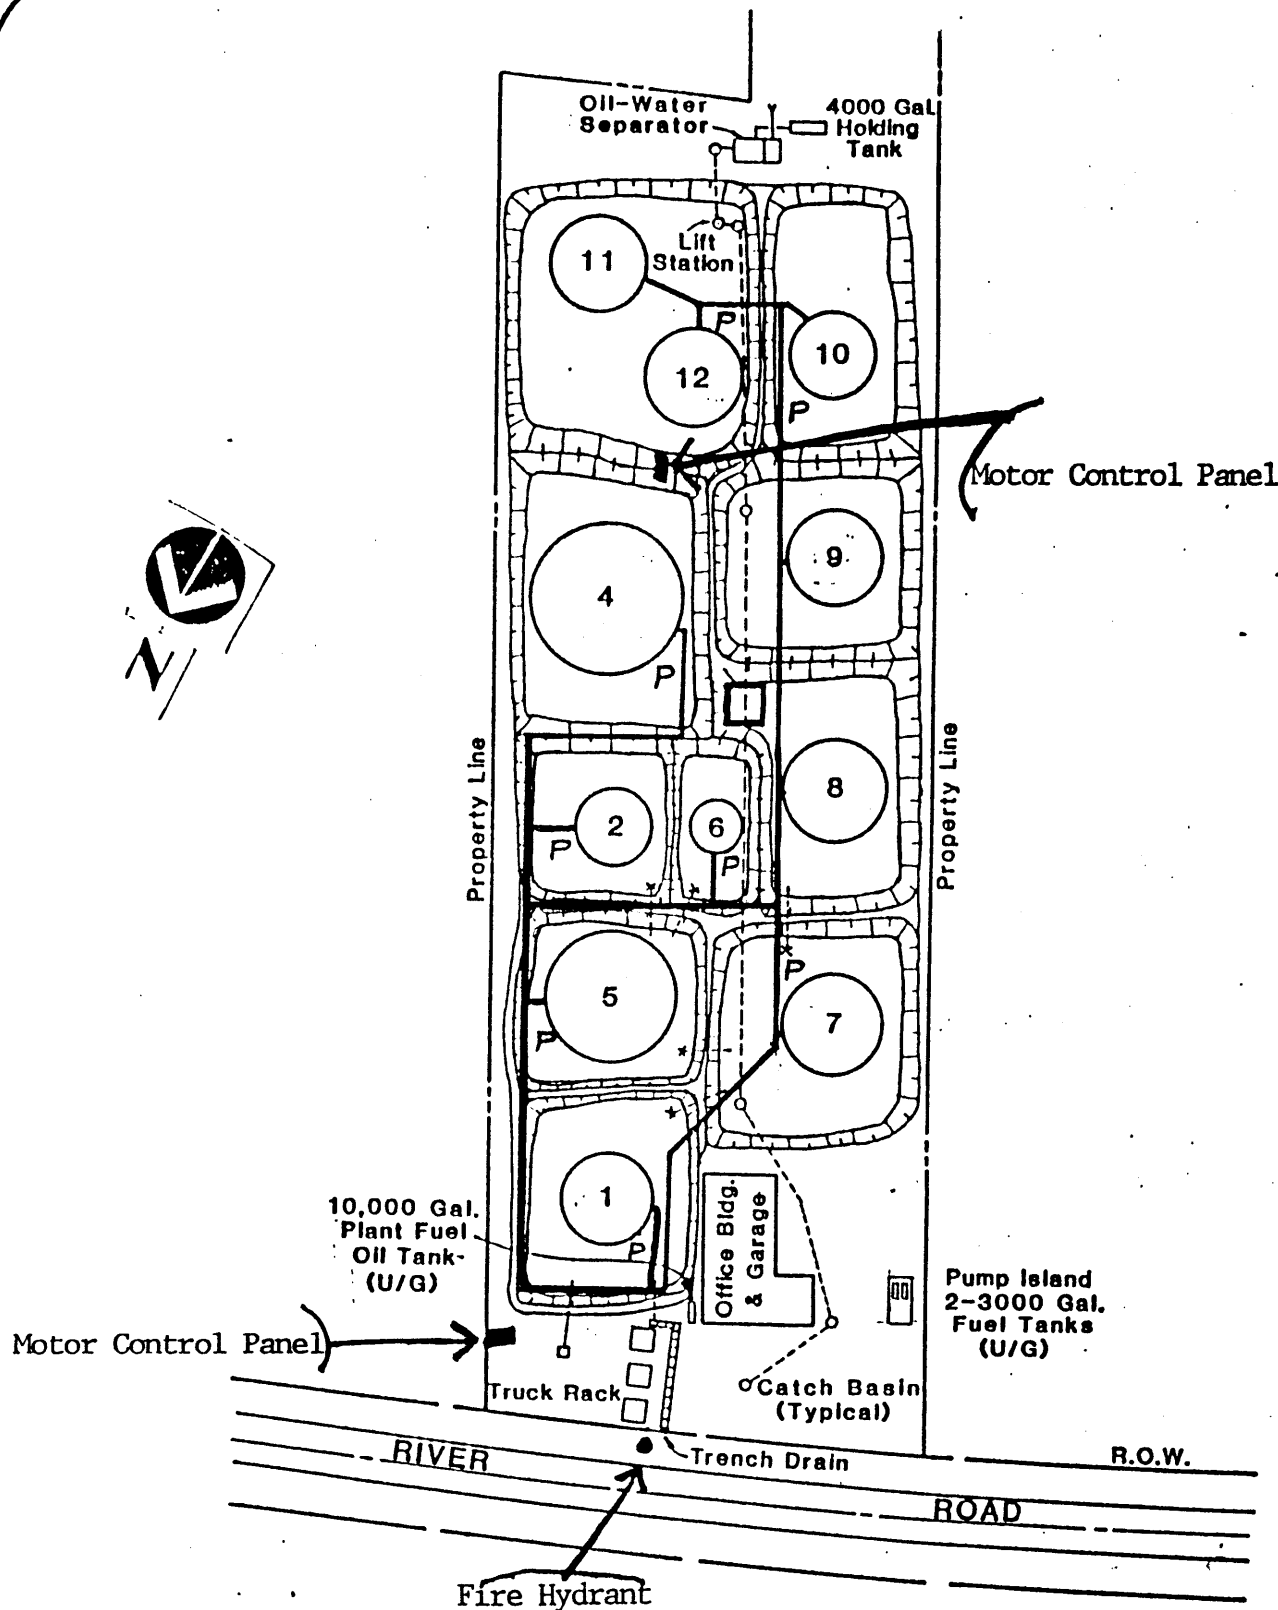 Oil-Water
Separator
4000 Gal.
Holding
Tank
Lift
Station
11
P
12
10
P
Motor Control Panel
9
4
P
N
Property Line
Property Line
8
2
6
P
P
5
P
P
7
1
P
10,000 Gal.
Plant Fuel
Oil Tank-
(U/G)
Office Bldg.
& Garage
Pump Island
2-3000 Gal.
Fuel Tanks
(U/G)
Motor Control Panel
Truck Rack
Catch Basin
(Typical)
Trench Drain
R.O.W.
RIVER
ROAD
Fire Hydrant